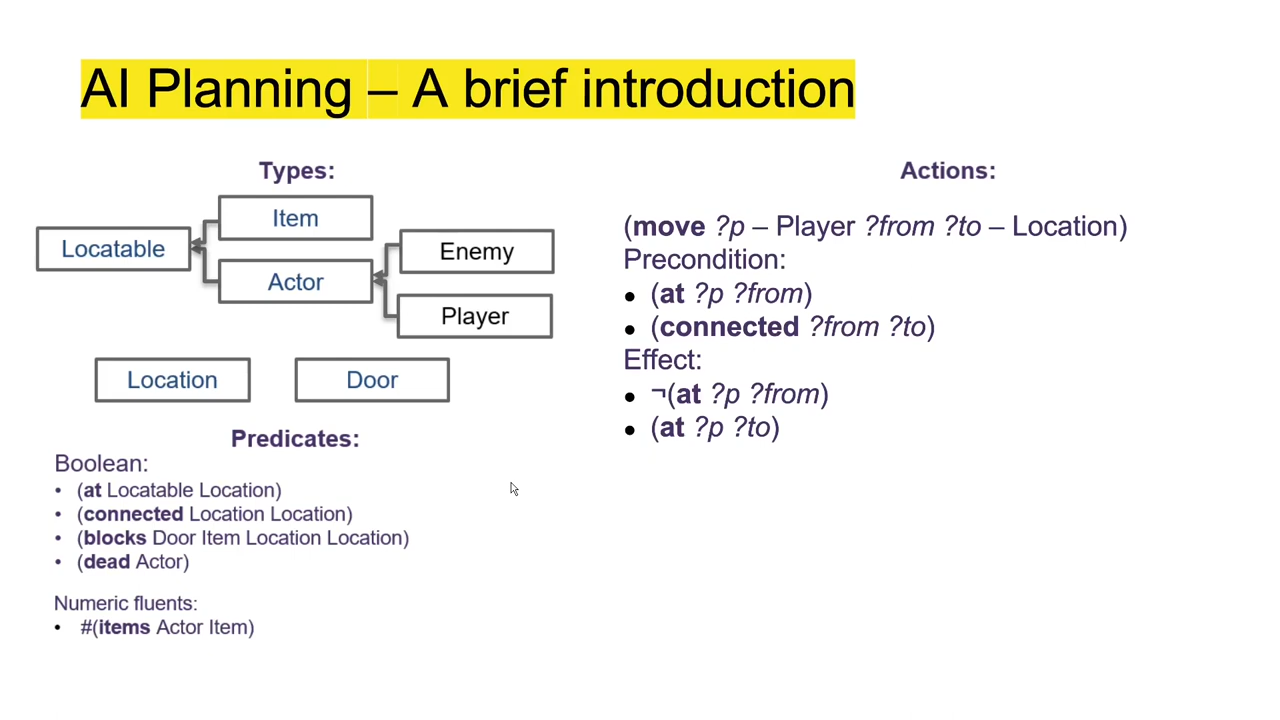 AI Planning – A brief introduction
Types:
Item
Locatable
Actor
Enemy
Player
Location
Door
Predicates:
Boolean:
• (at Locatable Location)
• (connected Location Location)
• (blocks Door Item Location Location)
• (dead Actor)
Numeric fluents:
• #(items Actor Item)
Actions:
(move ?p – Player ?from ?to – Location)
Precondition:
• (at ?p ?from)
• (connected ?from ?to)
Effect:
• ¬(at ?p ?from)
• (at ?p ?to)